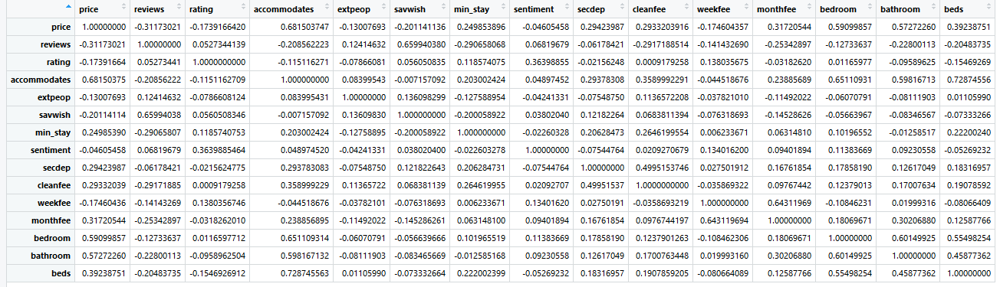 price reviews rating accommodates extpeop savwish min_stay sentiment secdep cleanfee weekfee monthfee bedroom bathroom beds
price 1.00000000 -0.31173021 -0.1739166420 0.681503747 -0.13007693 -0.201141136 0.249853896 -0.04605458 0.29423987 0.2933203916 -0.174604357 0.31720544 0.59099857 0.57272260 0.39238751
reviews -0.31173021 1.00000000 0.0527344139 -0.208562223 0.12414632 0.659940380 -0.290658068 0.06819679 -0.06178421 -0.2917188514 -0.141432690 -0.25342897 -0.12733637 -0.22800113 -0.20483735
rating -0.17391664 0.05273441 1.0000000000 -0.115116271 -0.07866081 0.056050835 0.118574075 0.36398855 -0.02156248 0.0009179258 0.138035675 -0.03182620 0.01165977 -0.09589625 -0.15469269
accommodates 0.68150375 -0.20856222 -0.1151162709 1.000000000 0.08399543 -0.007157092 0.203002424 0.04897452 0.29378308 0.3589992291 -0.044518676 0.23885689 0.65110931 0.59816713 0.72874556
extpeop -0.13007693 0.12414632 -0.0786608124 0.083995431 1.00000000 0.136098299 -0.127588954 -0.04241331 -0.07548750 0.1136572208 -0.037821010 -0.11492022 -0.06070791 -0.08111903 0.01105990
savwish -0.20114114 0.65994038 0.0560508346 -0.007157092 0.13609830 1.000000000 -0.200058922 0.03802040 0.12182264 0.0683811394 -0.076318693 -0.14528626 -0.05663967 -0.08346567 -0.07333266
min_stay 0.24985390 -0.29065807 0.1185740753 0.203002424 -0.12758895 -0.200058922 1.000000000 -0.02260328 0.20628473 0.2646199554 0.006233671 0.06314810 0.10196552 -0.01258517 0.22200240
sentiment -0.04605458 0.06819679 0.3639885464 0.048974520 -0.04241331 0.038020400 -0.022603278 1.00000000 -0.07544764 0.0209270679 0.134016200 0.09401894 0.11383669 0.09230558 -0.05269232
secdep 0.29423987 -0.06178421 -0.0215624775 0.293783083 -0.07548750 0.121822643 0.206284731 -0.07544764 1.00000000 0.4995153746 0.027501912 0.16761854 0.17858190 0.12617049 0.18316957
cleanfee 0.29332039 -0.29171885 0.0009179258 0.358999229 0.11365722 0.068381139 0.264619955 0.02092707 0.49951537 1.0000000000 -0.035869322 0.09767442 0.12379013 0.17007634 0.19078592
weekfee -0.17460436 -0.14143269 0.1380356746 -0.044518676 -0.03782101 -0.076318693 0.006233671 0.13401620 0.02750191 -0.0358693219 1.000000000 0.64311969 -0.10846231 0.01999316 -0.08066409
monthfee 0.31720544 -0.25342897 -0.0318262010 0.238856895 -0.11492022 -0.145286261 0.063148100 0.09401894 0.16761854 0.0976744197 0.643119694 1.00000000 0.18069671 0.30206880 0.12587766
bedroom 0.59099857 -0.12733637 0.0116597712 0.651109314 -0.06070791 -0.056639666 0.101965519 0.11383669 0.17858190 0.1237901263 -0.108462306 0.18069671 1.00000000 0.60149925 0.55498254
bathroom 0.57272260 -0.22800113 -0.0958962504 0.598167132 -0.08111903 -0.083465669 -0.012585168 0.09230558 0.12617049 0.1700763448 0.019993160 0.30206880 0.60149925 1.00000000 0.45877362
beds 0.39238751 -0.20483735 -0.1546926912 0.728745563 0.01105990 -0.073332664 0.222002399 -0.05269232 0.18316957 0.1907859205 -0.080664089 0.12587766 0.55498254 0.45877362 1.00000000